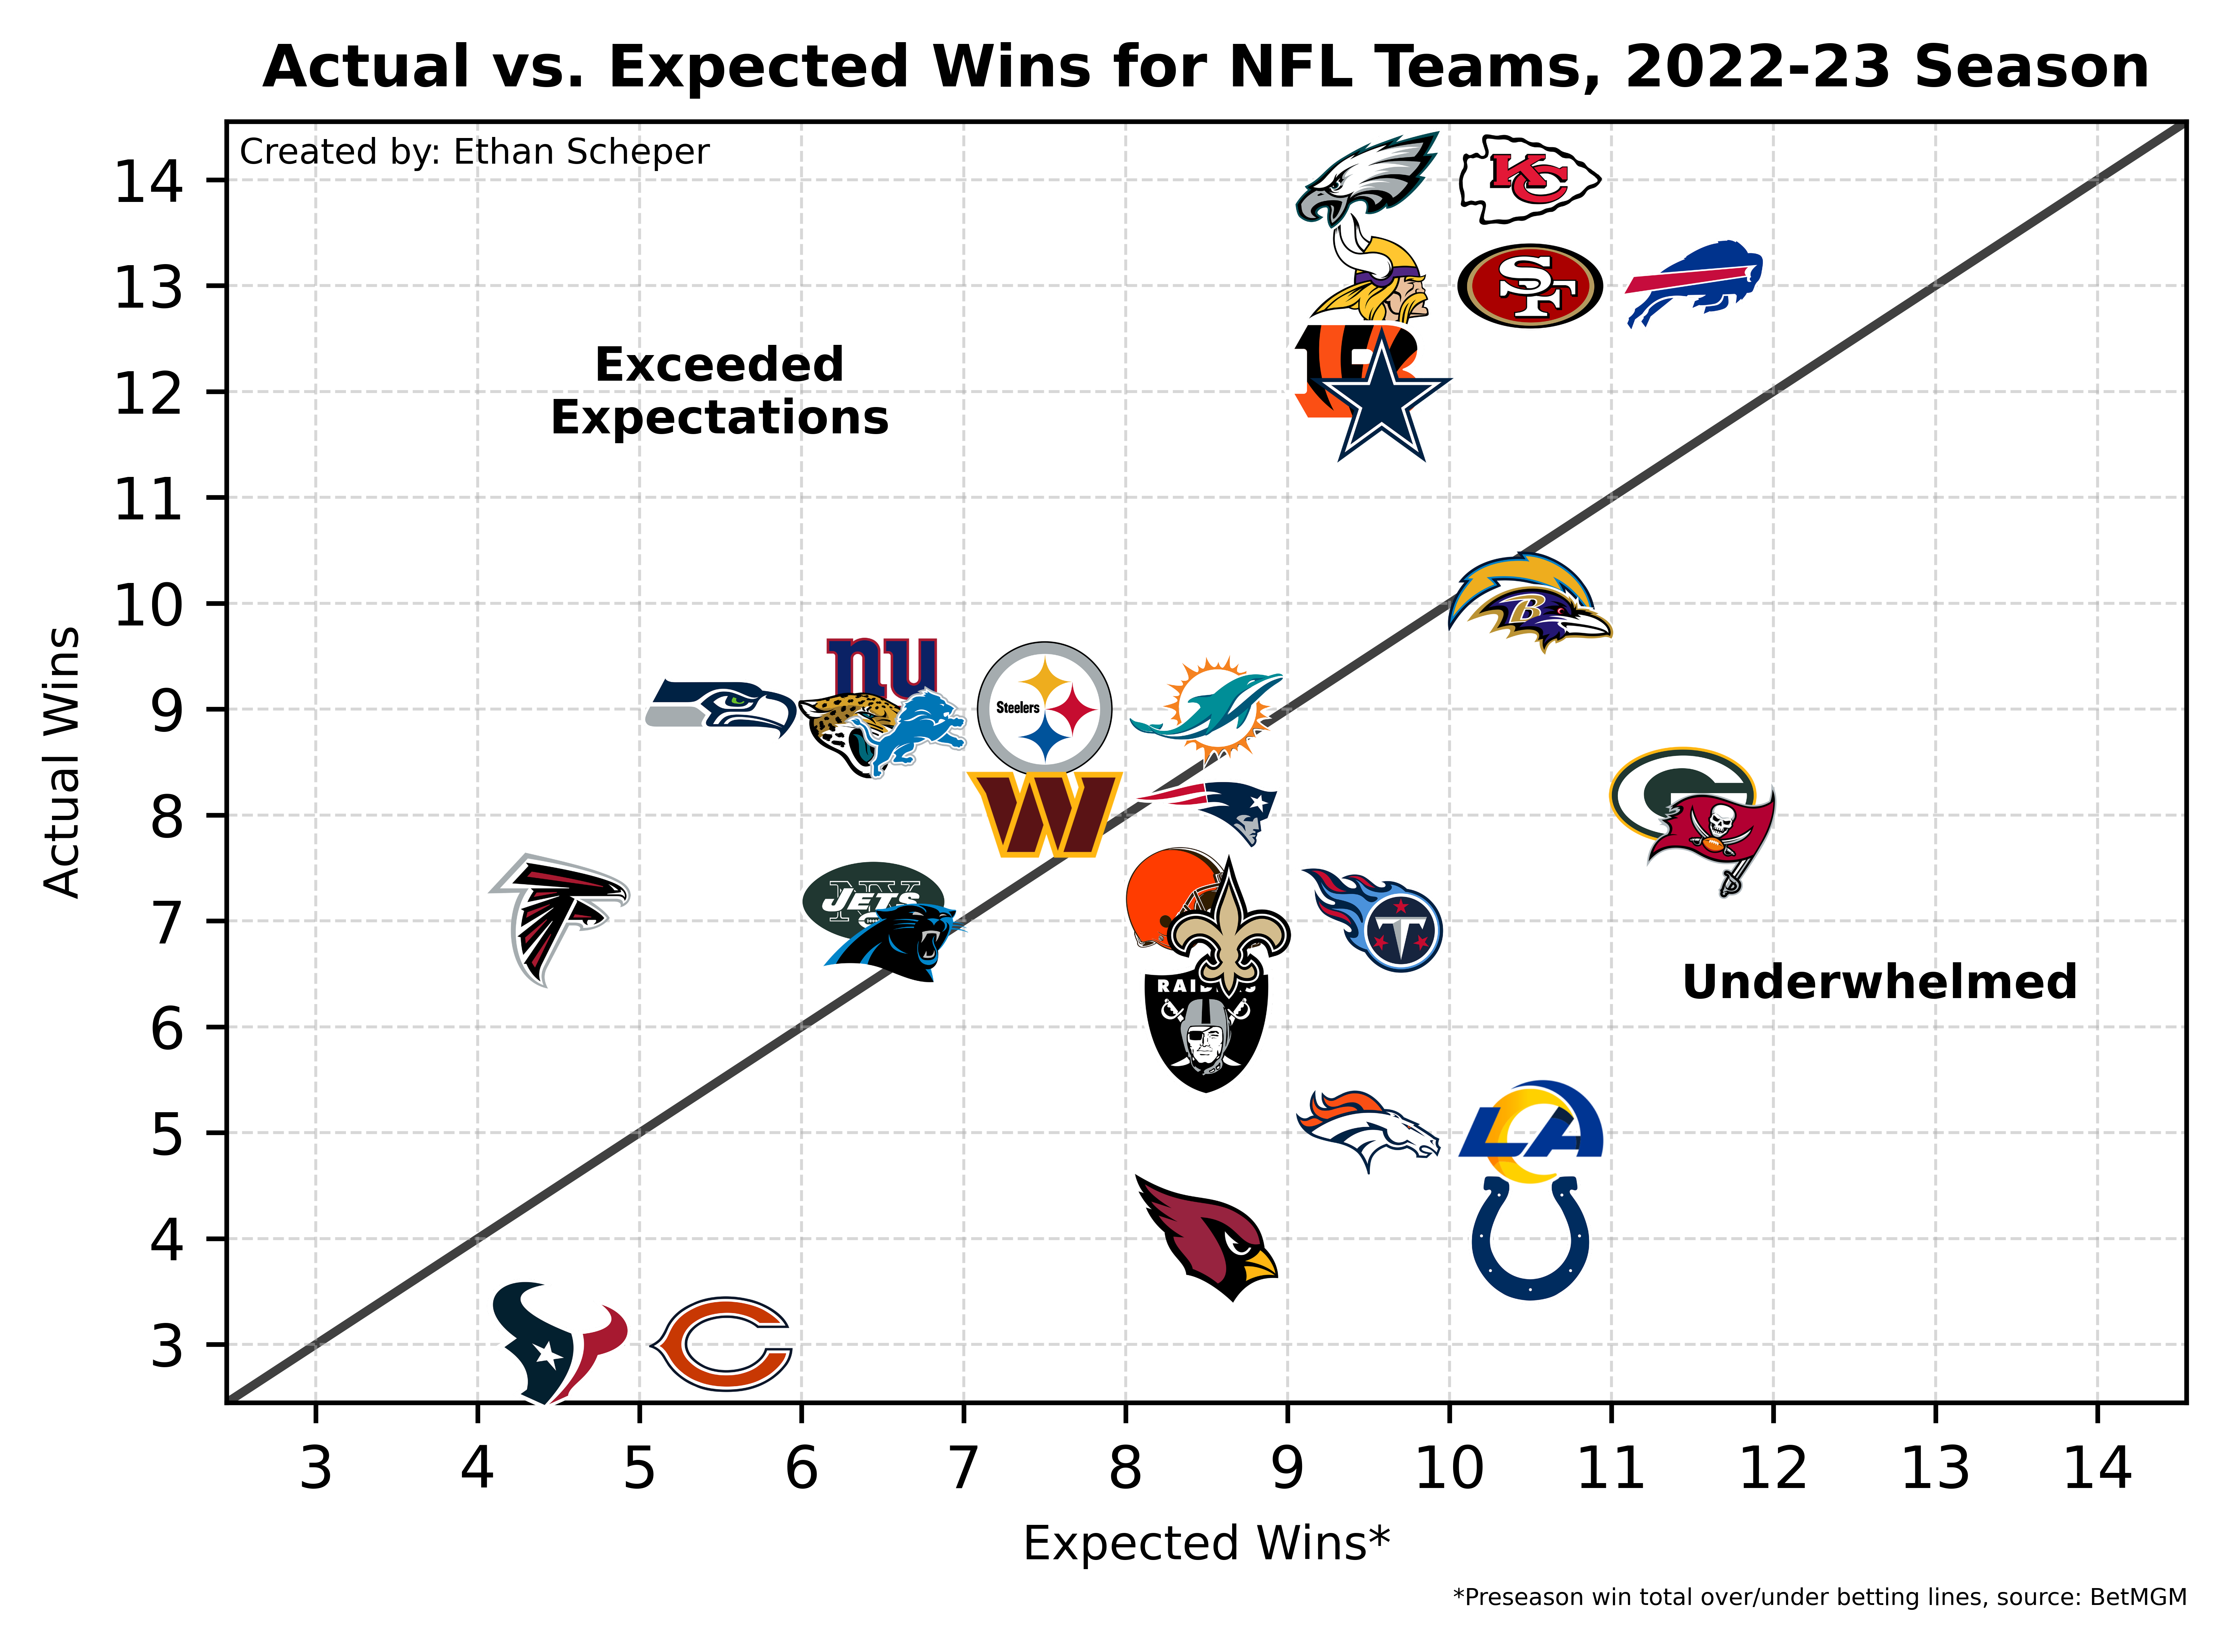 Actual vs. Expected Wins for NFL Teams, 2022-23 Season
Created by: Ethan Scheper
14
13
12
11
10
9
8
7
6
5
4
3
Actual Wins
Exceeded
Expectations
Underwhelmed
KC
SF
B
ny
Steelers
W
G
NY
JETS
RAI
T
LA
C
3 4 5 6 7 8 9 10 11 12 13 14
Expected Wins*
*Preseason win total over/under betting lines, source: BetMGM